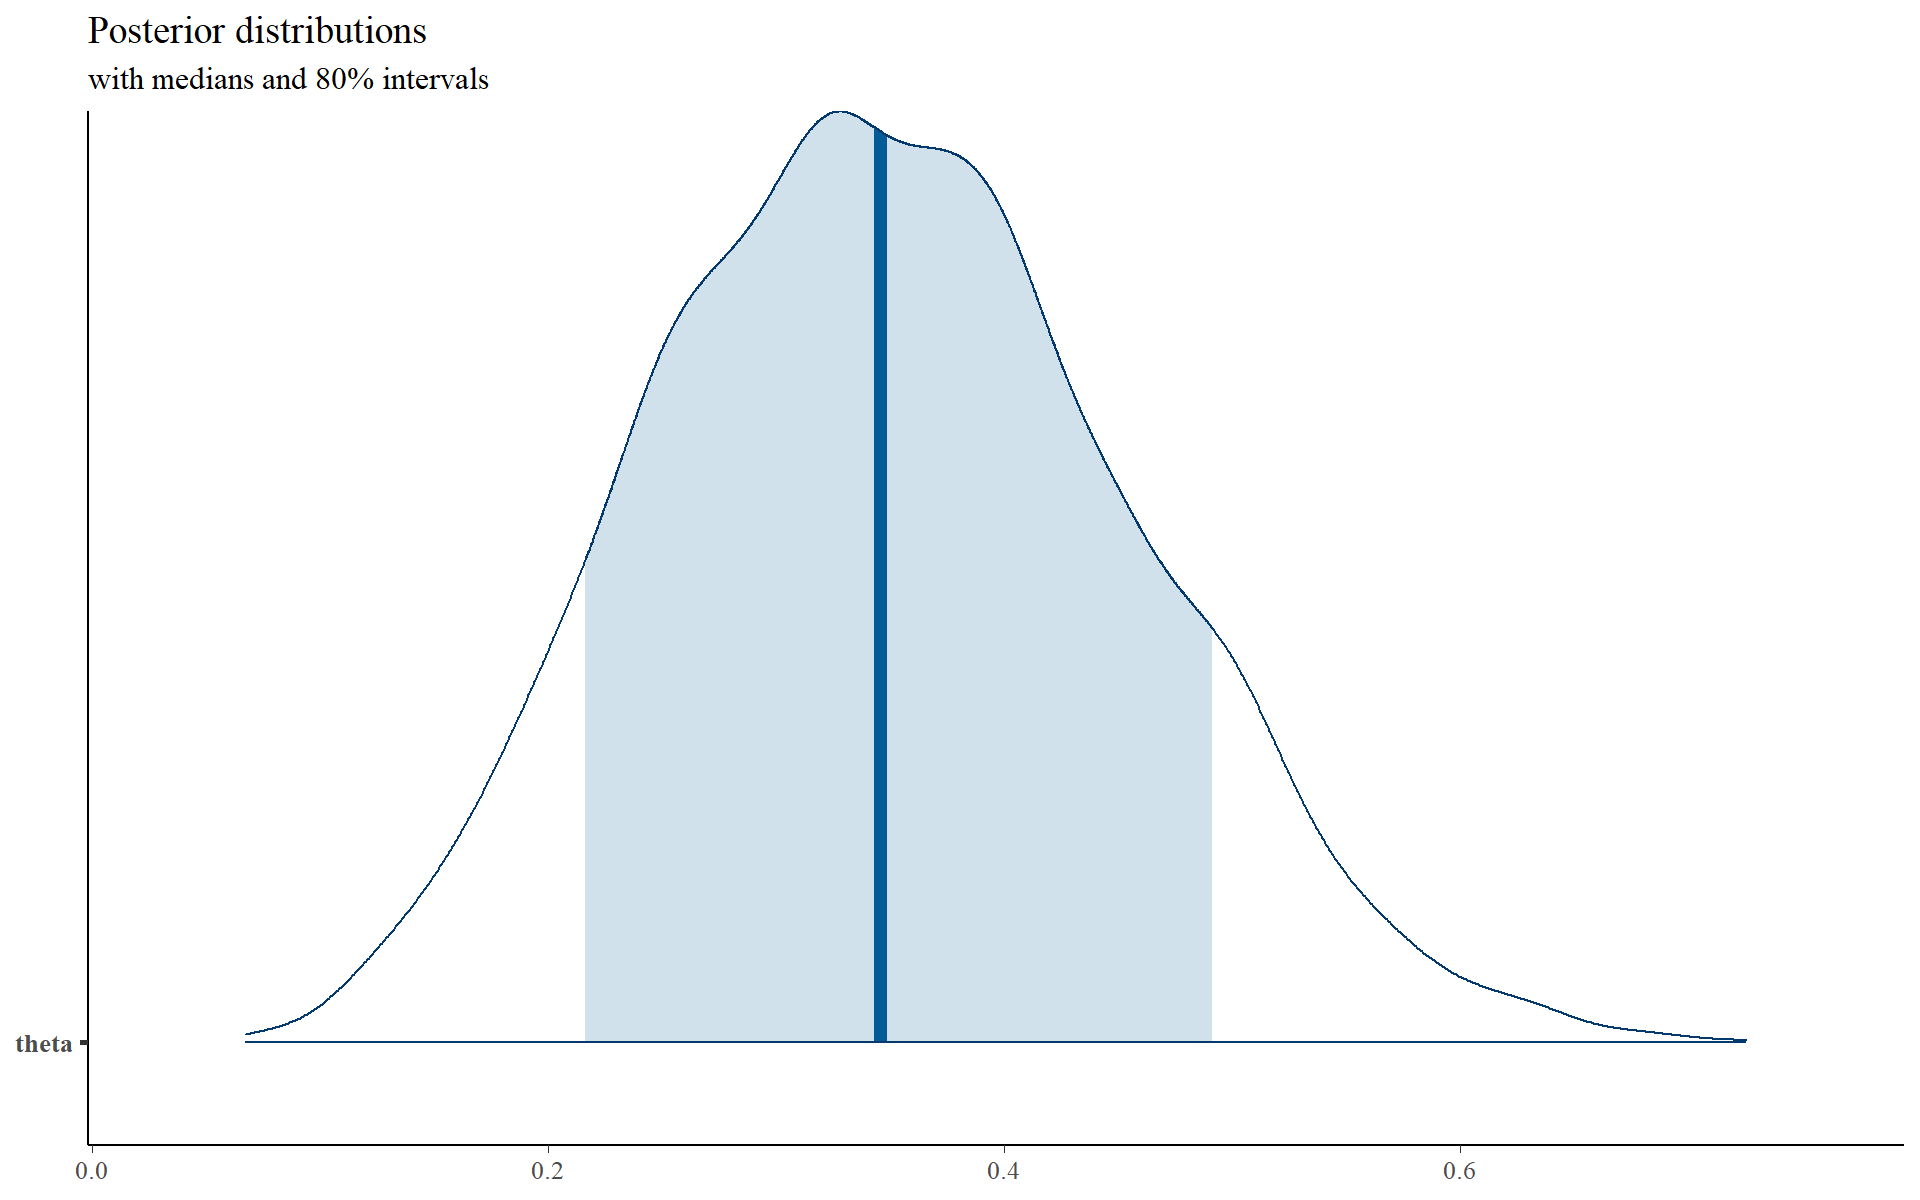 Posterior distributions
with medians and 80% intervals
theta
0.0 0.2 0.4 0.6